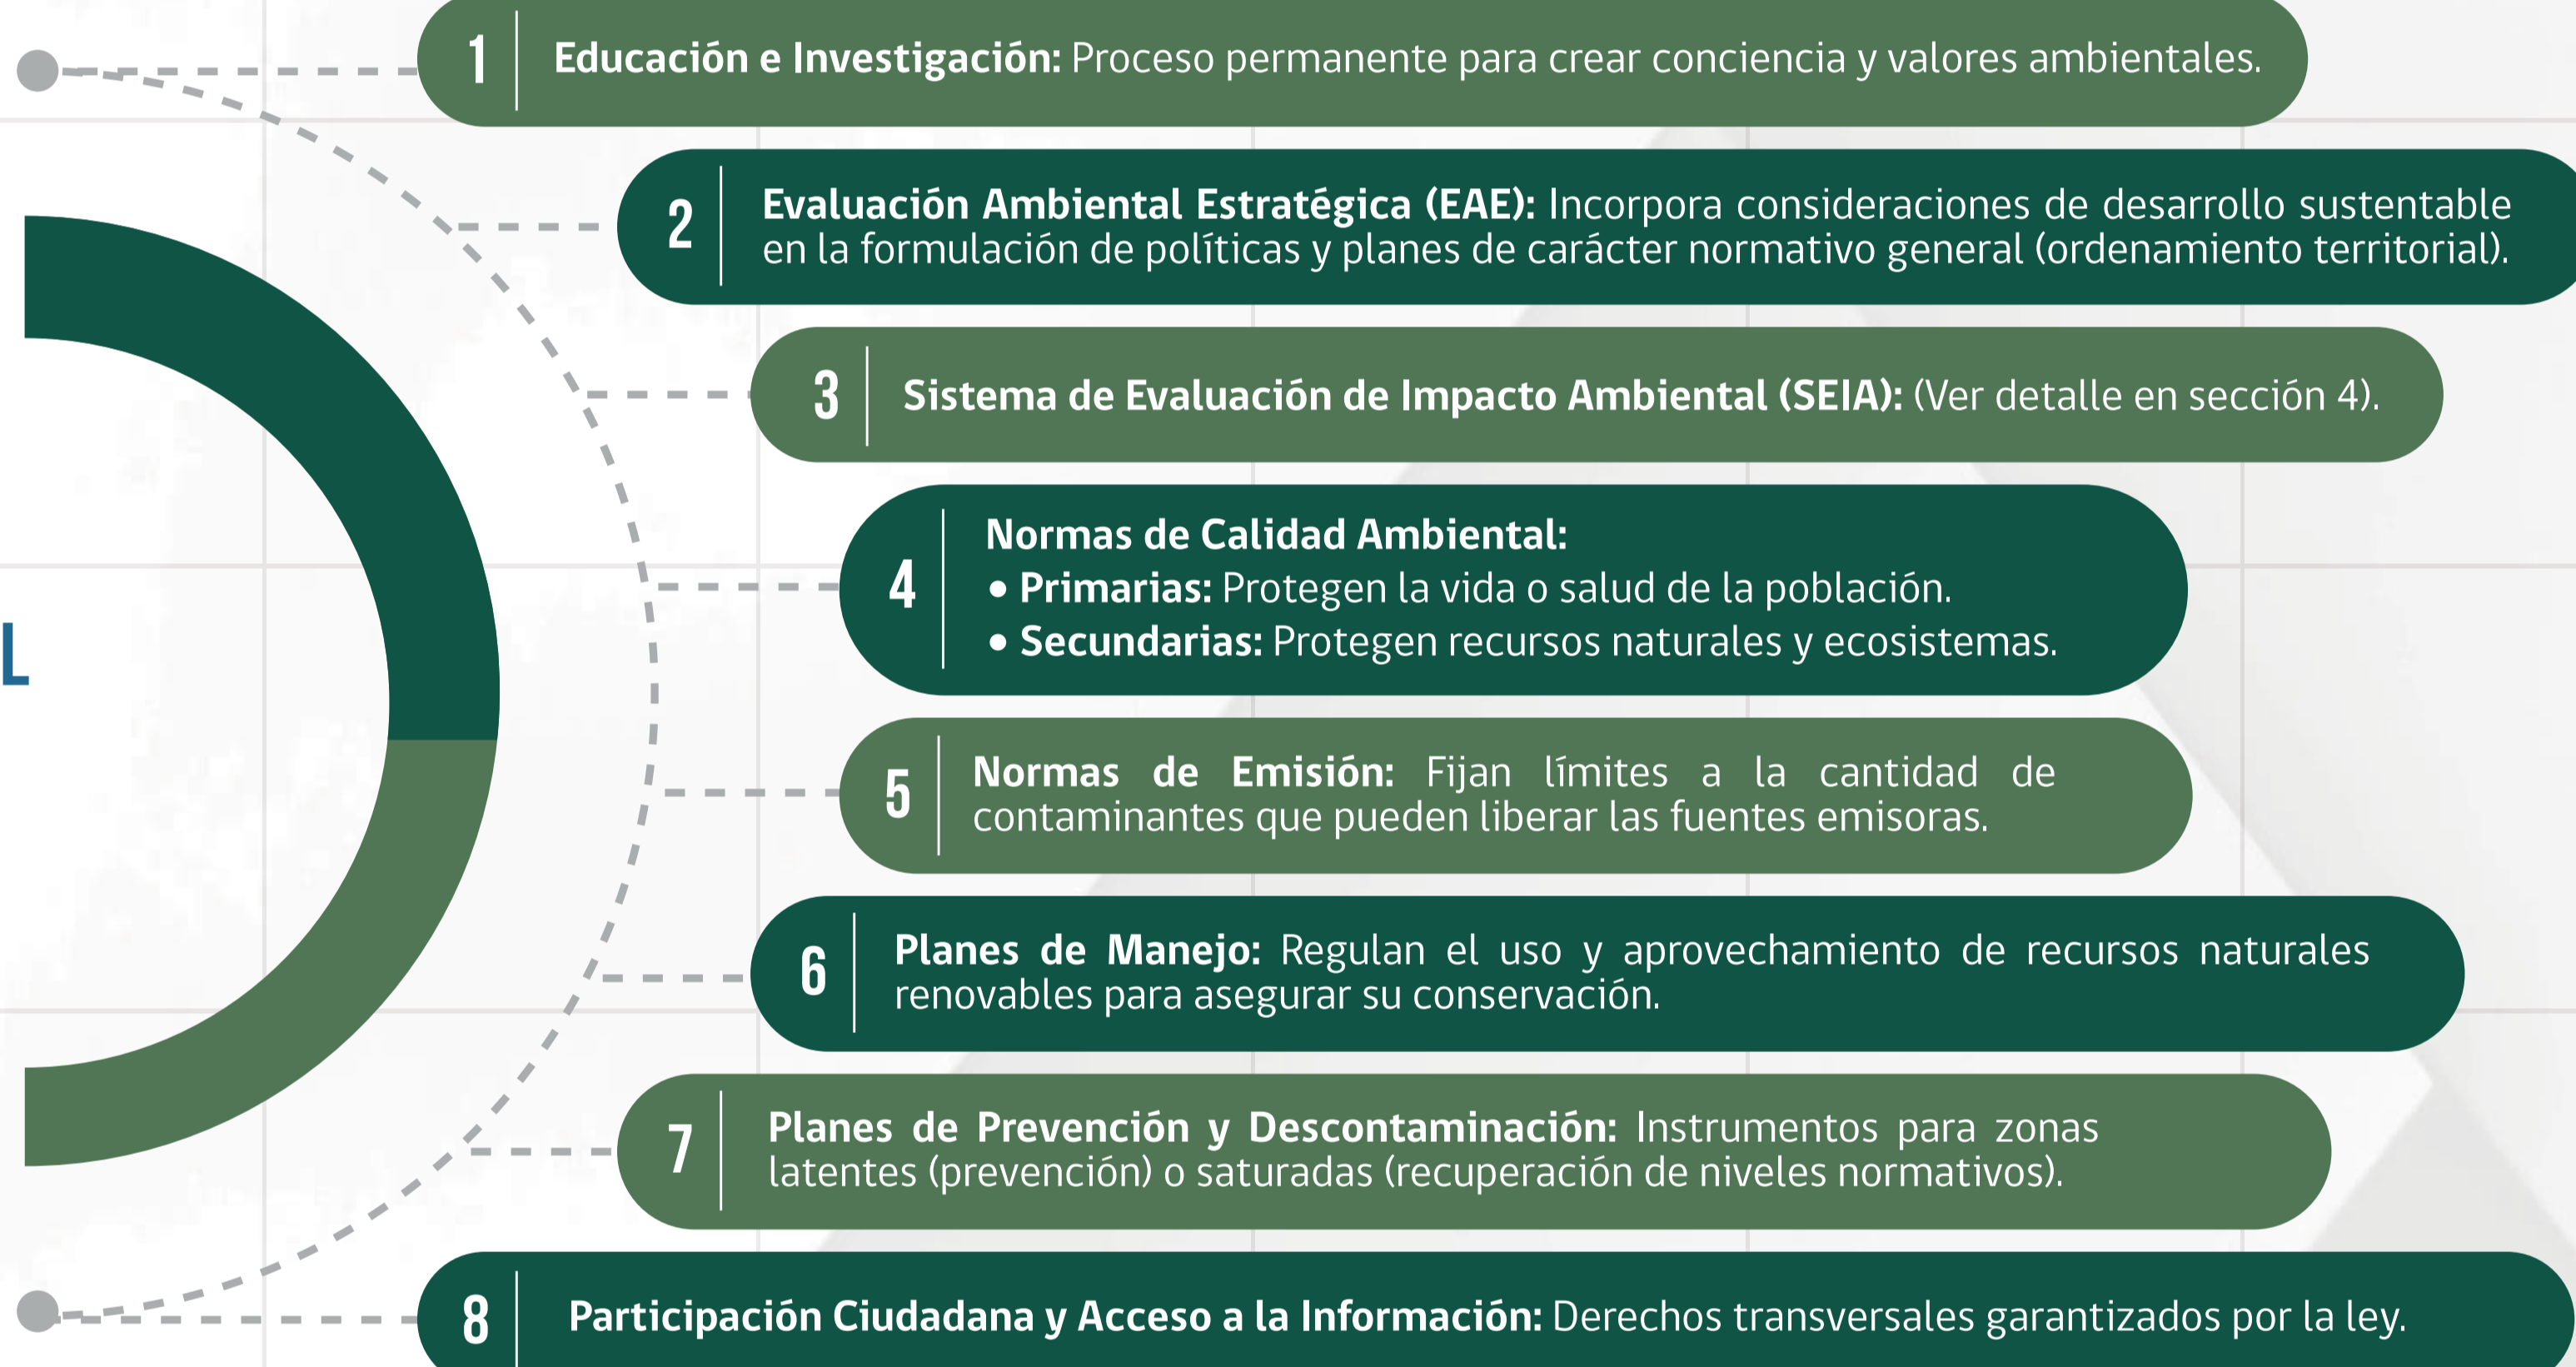 1
Educación e Investigación: Proceso permanente para crear conciencia y valores ambientales.
2
Evaluación Ambiental Estratégica (EAE): Incorpora consideraciones de desarrollo sustentable
en la formulación de políticas y planes de carácter normativo general (ordenamiento territorial).
3
Sistema de Evaluación de Impacto Ambiental (SEIA): (Ver detalle en sección 4).
4
Normas de Calidad Ambiental:
• Primarias: Protegen la vida o salud de la población.
• Secundarias: Protegen recursos naturales y ecosistemas.
L
5
Normas de Emisión: Fijan límites a la cantidad de
contaminantes que pueden liberar las fuentes emisoras.
6
Planes de Manejo: Regulan el uso y aprovechamiento de recursos naturales
renovables para asegurar su conservación.
7
Planes de Prevención y Descontaminación: Instrumentos para zonas
latentes (prevención) o saturadas (recuperación de niveles normativos).
8
Participación Ciudadana y Acceso a la Información: Derechos transversales garantizados por la ley.